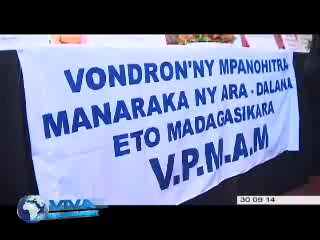 VONDRON'NY MPANOHITRA
MANARAKA NY ARA - DALANA
ETO MADAGASIKARA
V.P.M.A.M
VIVA
30 09 14